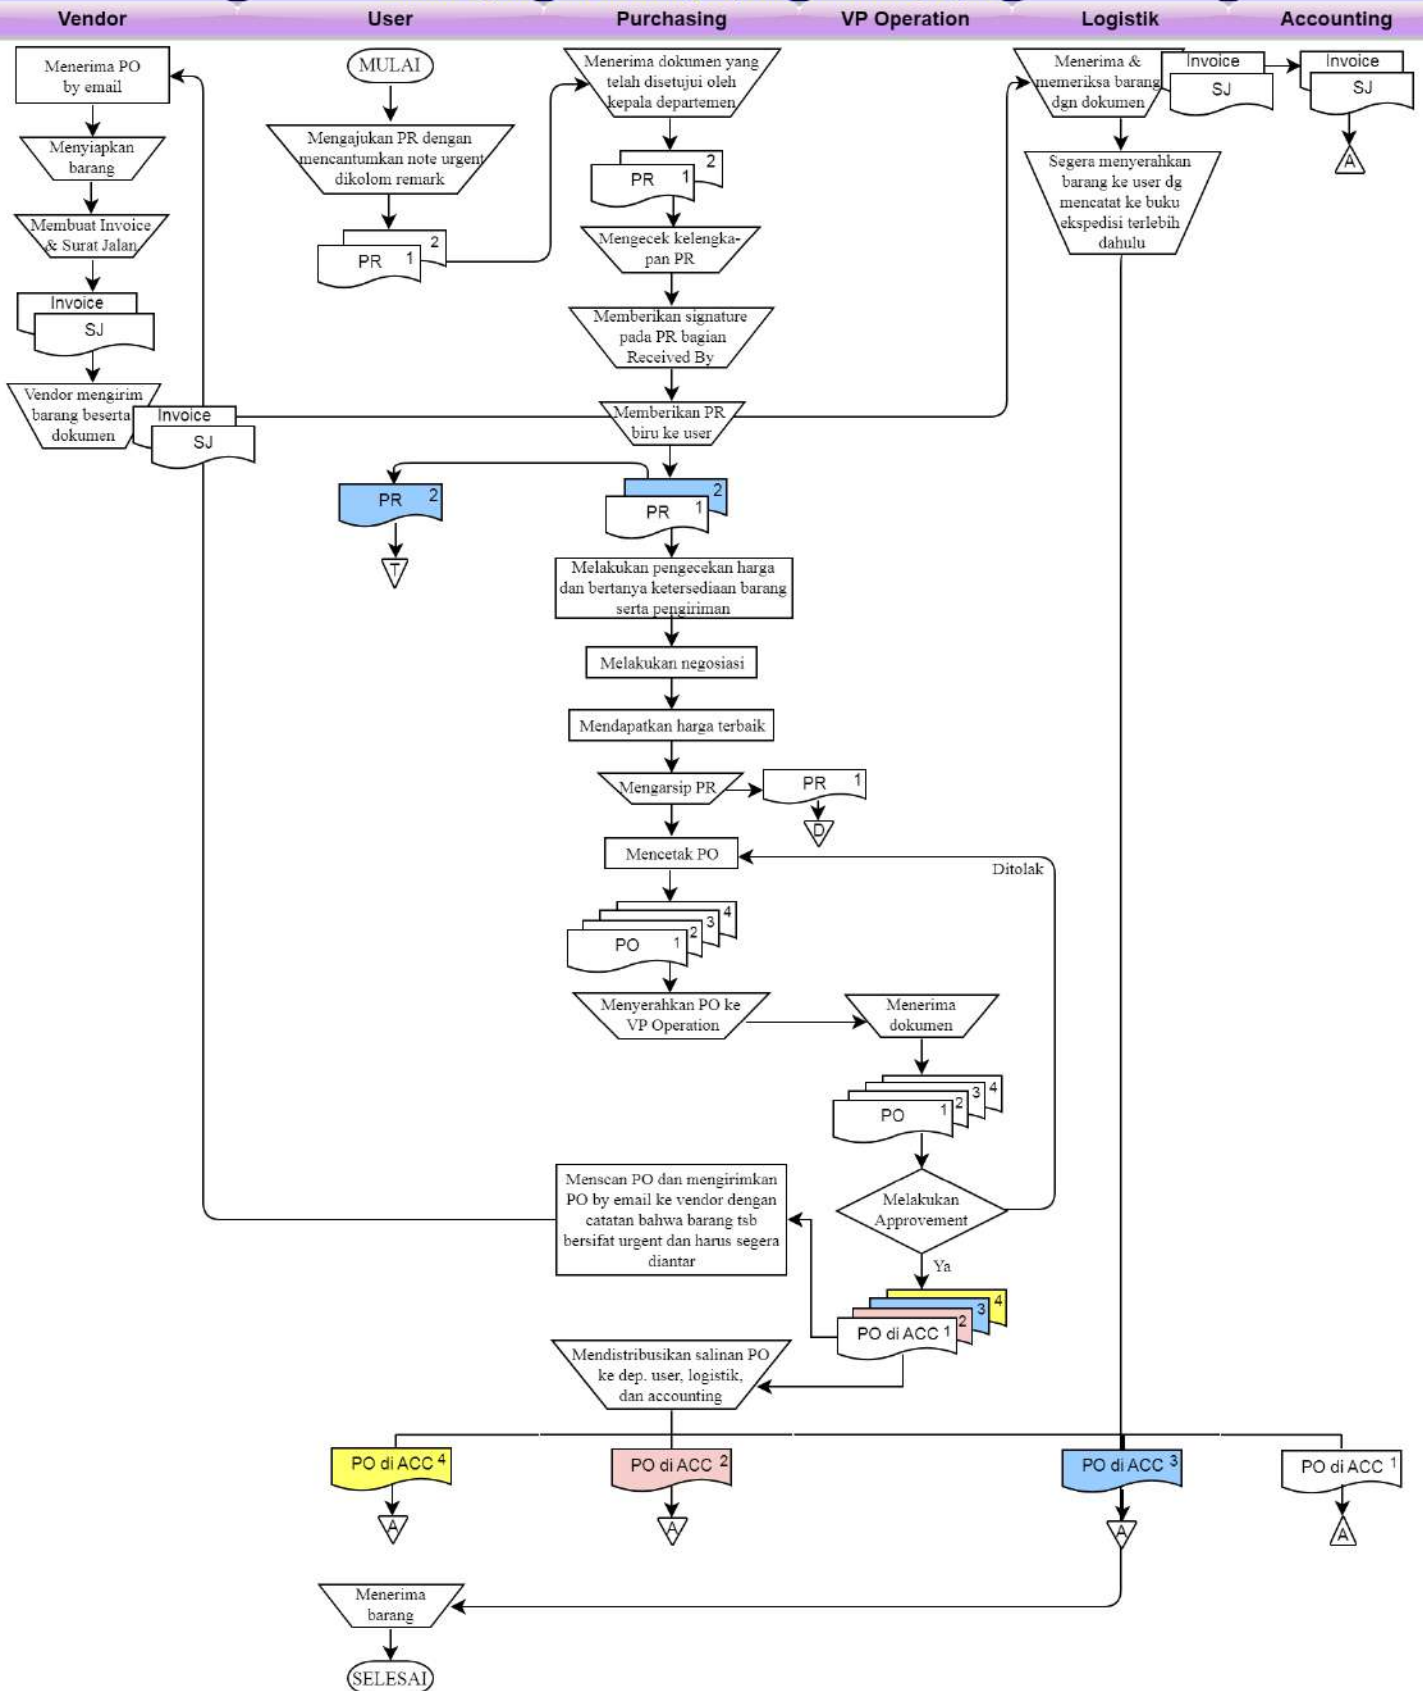 Vendor
User
Purchasing
VP Operation
Logistik
Accounting
Menerima PO
by email
Menyiapkan
barang
Membuat Invoice
& Surat Jalan
Invoice
SJ
Vendor mengirim
barang beserta
dokumen
Invoice
SJ
MULAI
Mengajukan PR dengan
mencantumkan note urgent
dikolom remark
2
PR 1
Menerima dokumen yang
telah disetujui oleh
kepala departemen
2
PR 1
Mengecek kelengka-
pan PR
Memberikan signature
pada PR bagian
Received By
Memberikan PR
biru ke user
PR 2
2
PR 1
T
Melakukan pengecekan harga
dan bertanya ketersediaan barang
serta pengiriman
Melakukan negosiasi
Mendapatkan harga terbaik
Mengarsip PR
PR 1
D
Mencetak PO
Ditolak
4
3
2
PO 1
Menyerahkan PO ke
VP Operation
Menerima
dokumen
4
3
2
PO 1
Melakukan
Approvement
Ya
Menscan PO dan mengirimkan
PO by email ke vendor dengan
catatan bahwa barang tsb
bersifat urgent dan harus segera
diantar
4
3
2
PO di ACC 1
Mendistribusikan salinan PO
ke dep. user, logistik,
dan accounting
Menerima &
memeriksa barang
dgn dokumen
Invoice
SJ
Invoice
SJ
A
Segera menyerahkan
barang ke user dg
mencatat ke buku
ekspedisi terlebih
dahulu
PO di ACC 4
PO di ACC 2
PO di ACC 3
PO di ACC 1
A
A
A
A
Menerima
barang
SELESAI